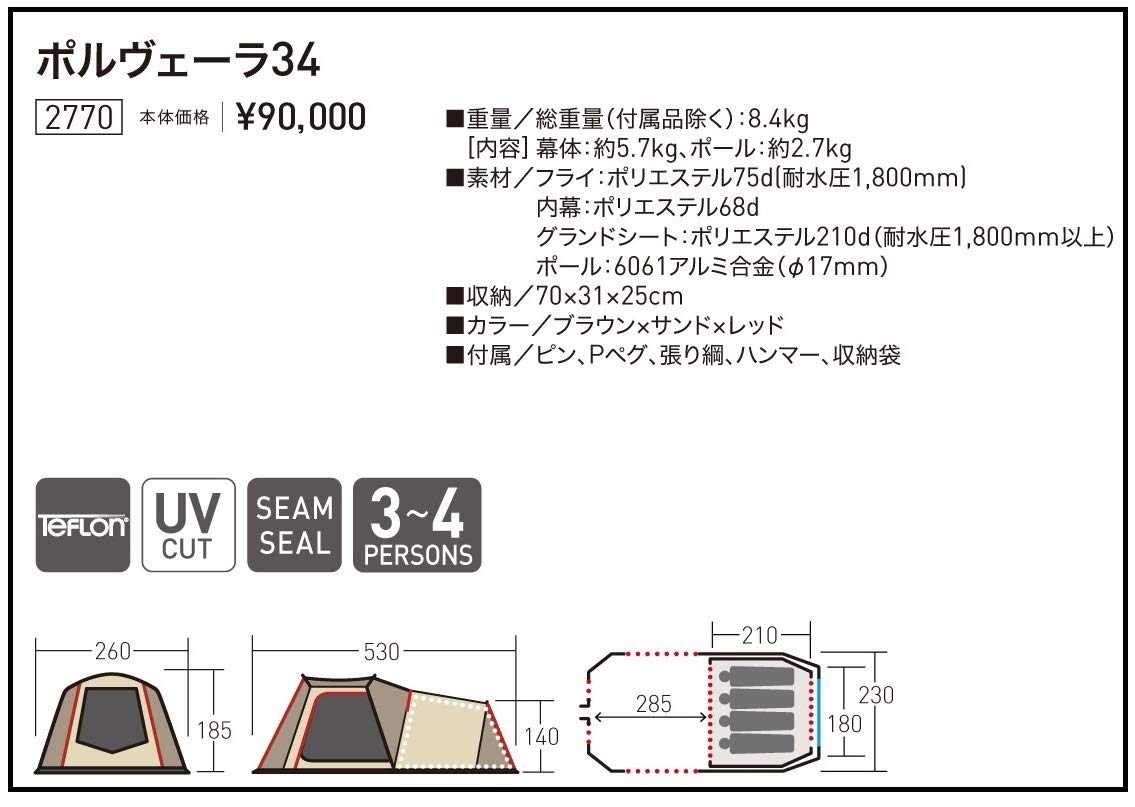 ポルヴェーラ34
2770 本体価格 ¥90,000
■重量／総重量（付属品除く）：8.4kg
［内容］幕体：約5.7kg、ポール：約2.7kg
■素材／フライ：ポリエステル75d(耐水圧1,800mm)
内幕：ポリエステル68d
グランドシート：ポリエステル210d（耐水圧1,800mm以上）
ポール：6061アルミ合金（φ17mm）
■収納／70×31×25cm
■カラー／ブラウン×サンド×レッド
■付属／ピン、Pペグ、張り綱、ハンマー、収納袋
TEFLON®
UV
CUT
SEAM
SEAL
3~4
PERSONS
260
185
530
140
210
285
180
230